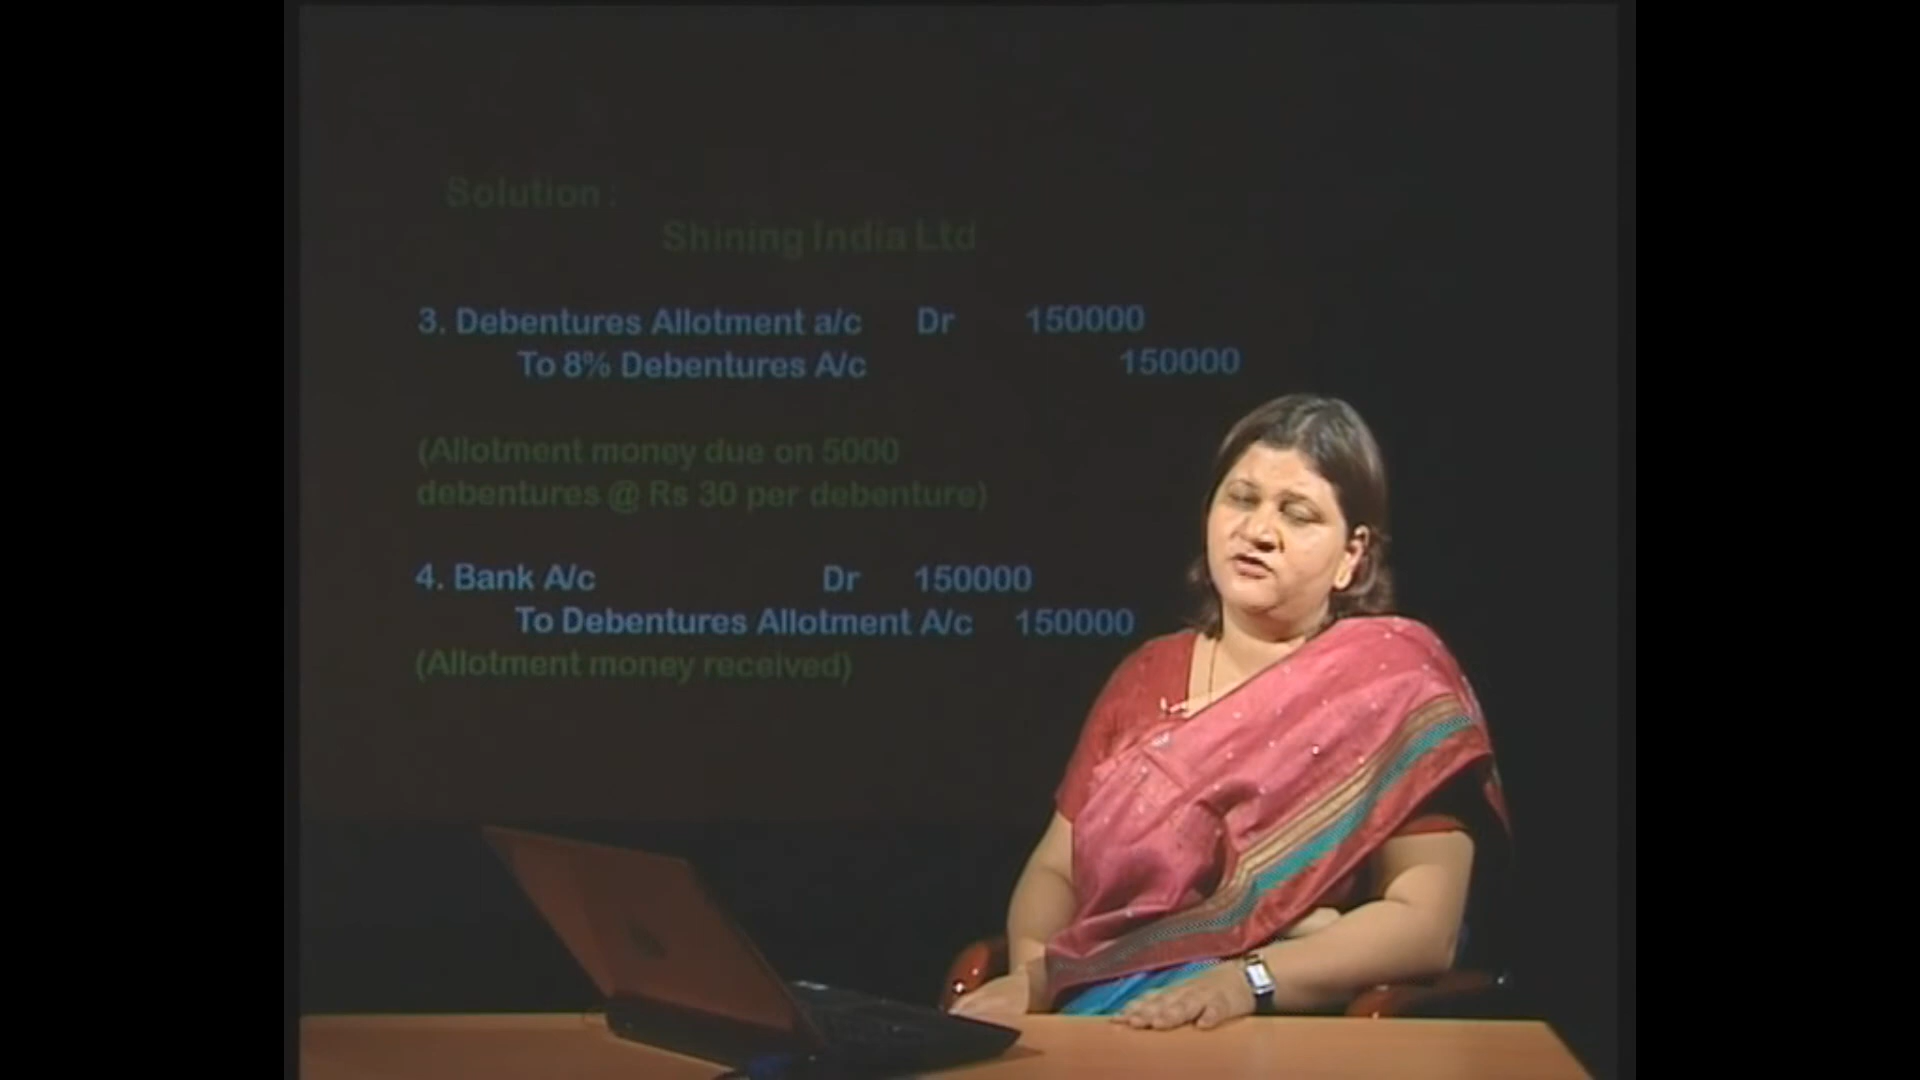 Solution :
Shining India Ltd
3. Debentures Allotment a/c Dr 150000
To 8% Debentures A/c 150000
(Allotment money due on 5000
debentures @ Rs 30 per debenture)
4. Bank A/c Dr 150000
To Debentures Allotment A/c 150000
(Allotment money received)